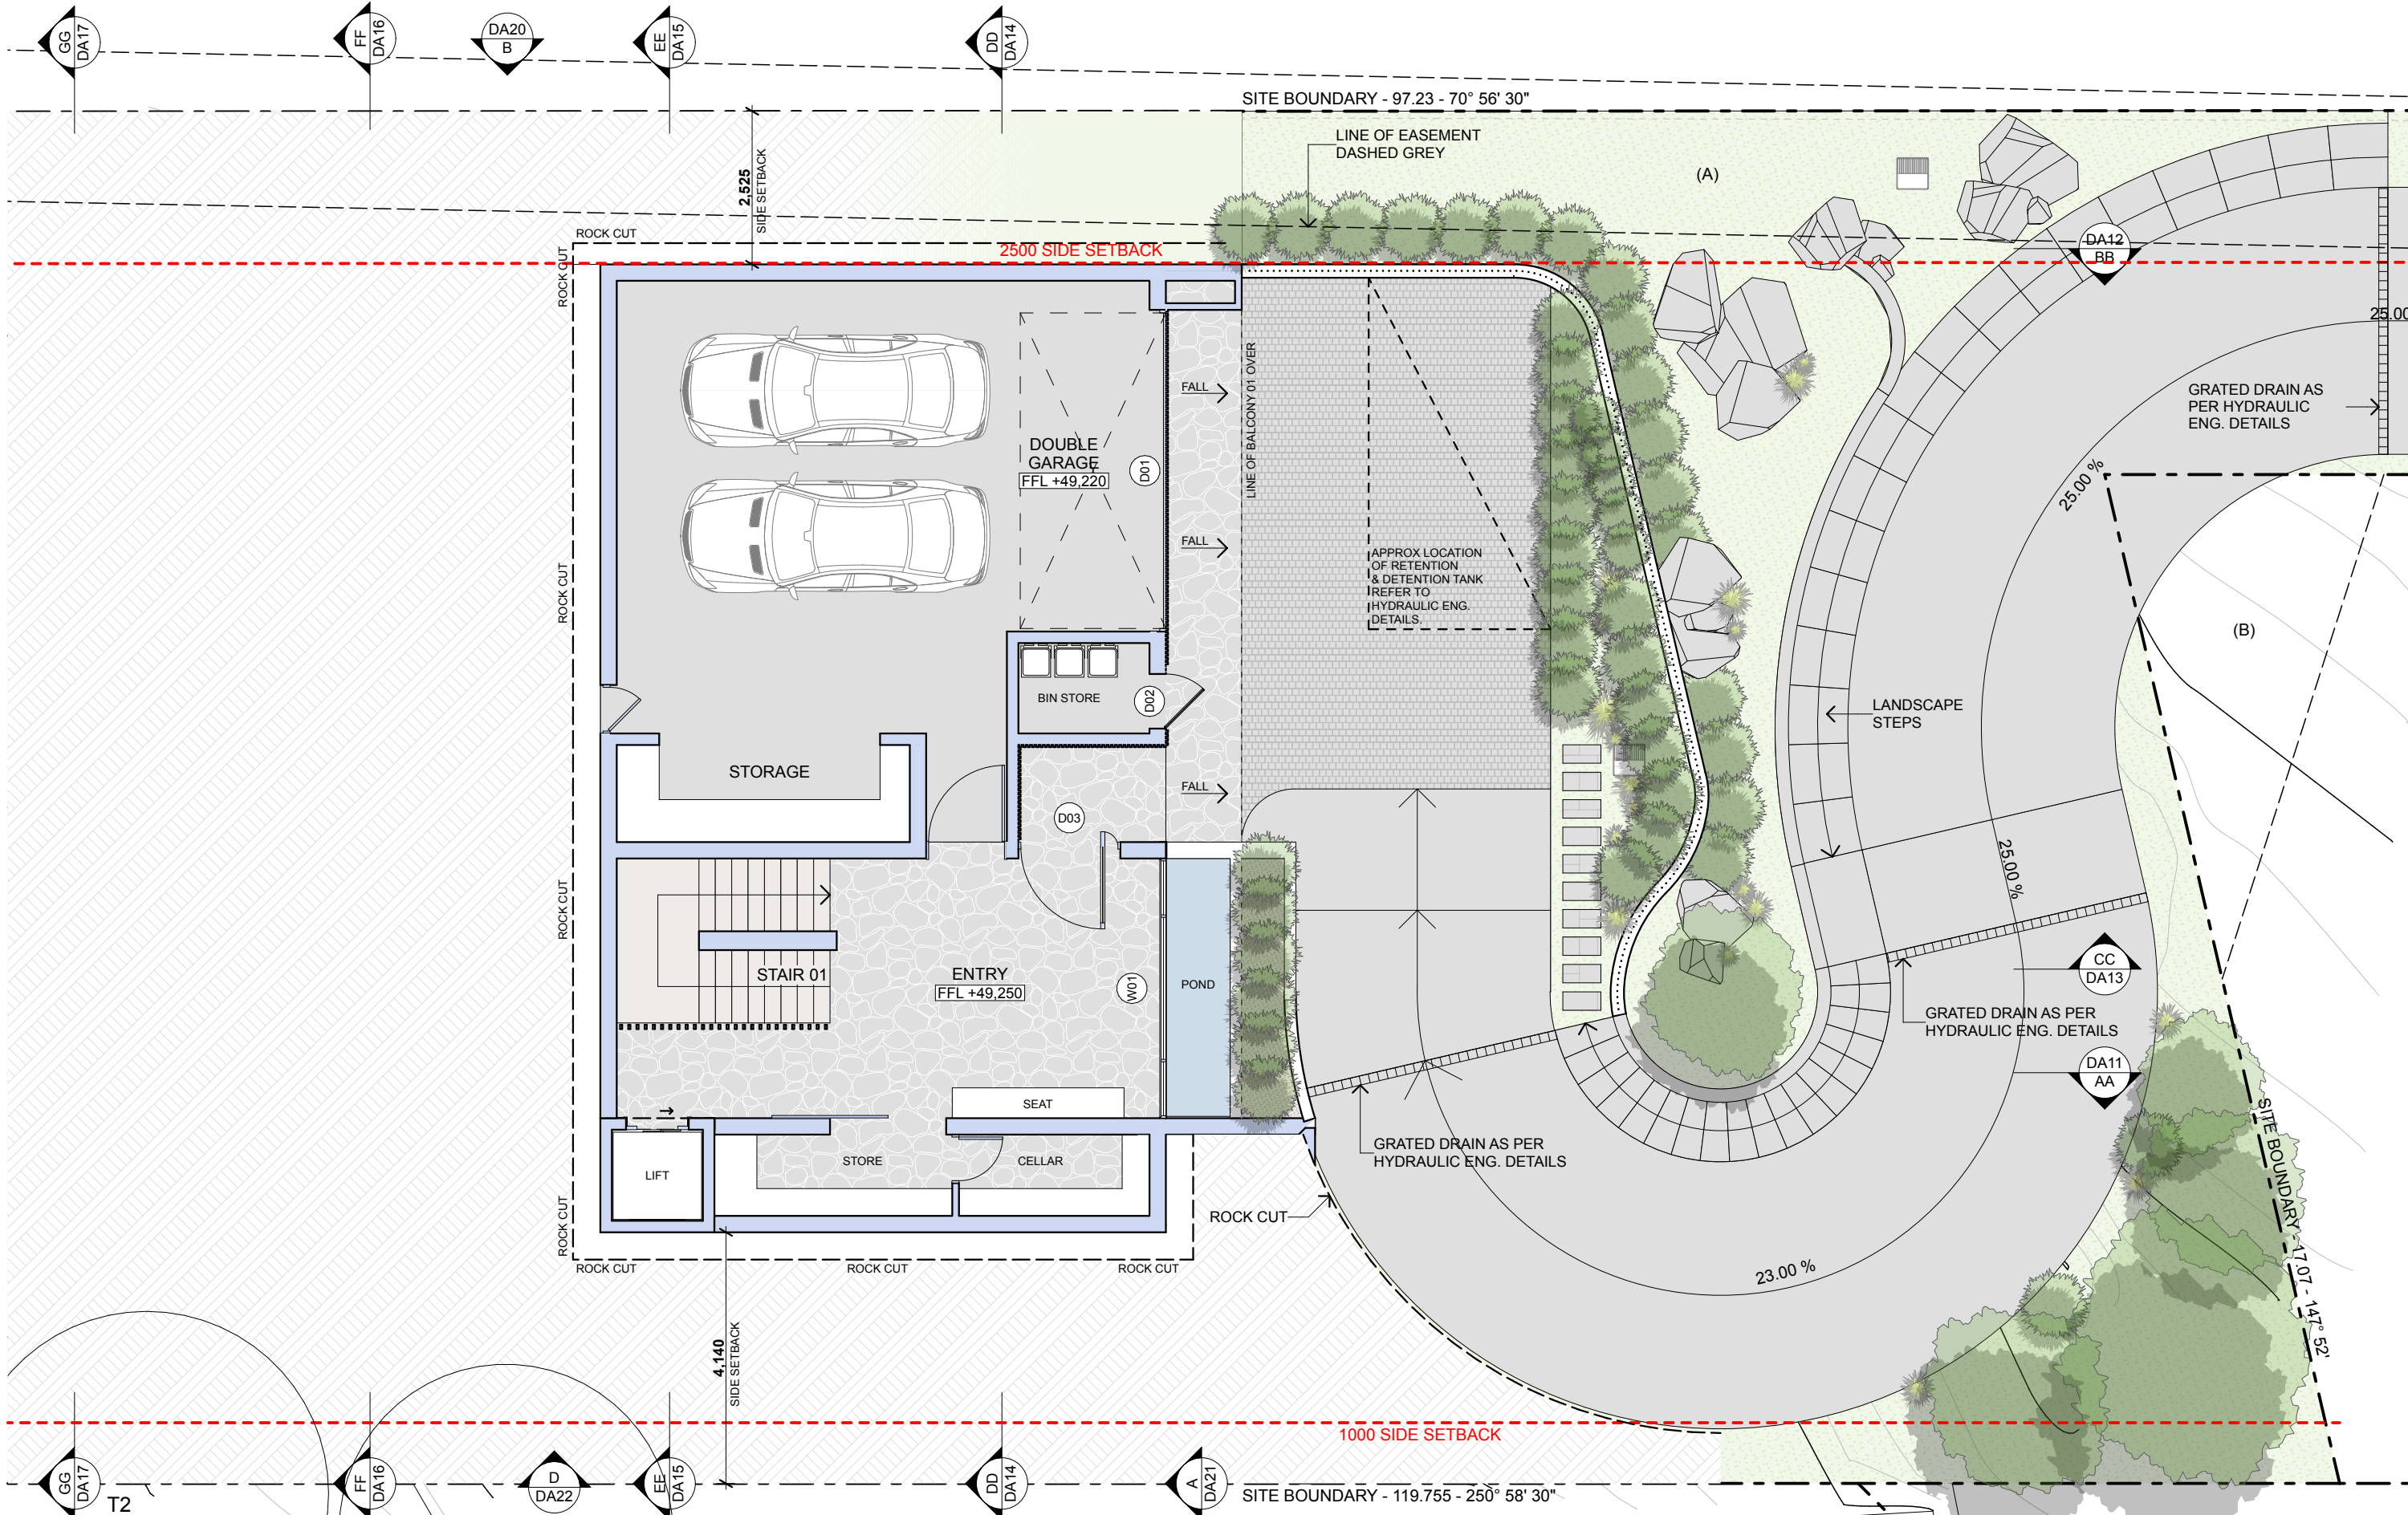 GG
DA17
FF
DA16
DA20
B
EE
DA15
DD
DA14
SITE BOUNDARY - 97.23 - 70° 56' 30"
LINE OF EASEMENT
DASHED GREY
(A)
2,525
SIDE SETBACK
ROCK CUT
2500 SIDE SETBACK
DA12
BB
ROCK CUT
25.00
FALL
LINE OF BALCONY 01 OVER
GRATED DRAIN AS
PER HYDRAULIC
ENG. DETAILS
DOUBLE
GARAGE
FFL +49,220
D01
25.00 %
FALL
APPROX LOCATION
OF RETENTION
& DETENTION TANK
REFER TO
HYDRAULIC ENG.
DETAILS.
ROCK CUT
(B)
BIN STORE
D02
LANDSCAPE
STEPS
STORAGE
FALL
D03
25.00 %
ROCK CUT
STAIR 01
ENTRY
FFL +49,250
W01
POND
CC
DA13
GRATED DRAIN AS PER
HYDRAULIC ENG. DETAILS
DA11
AA
SEAT
SITE BOUNDARY - 17.07 - 147° 52'
GRATED DRAIN AS PER
HYDRAULIC ENG. DETAILS
STORE
CELLAR
LIFT
ROCK CUT
ROCK CUT
ROCK CUT
ROCK CUT
ROCK CUT
23.00 %
4,140
SIDE SETBACK
1000 SIDE SETBACK
GG
DA17
T2
FF
DA16
D
DA22
EE
DA15
DD
DA14
A
DA21
SITE BOUNDARY - 119.755 - 250° 58' 30"